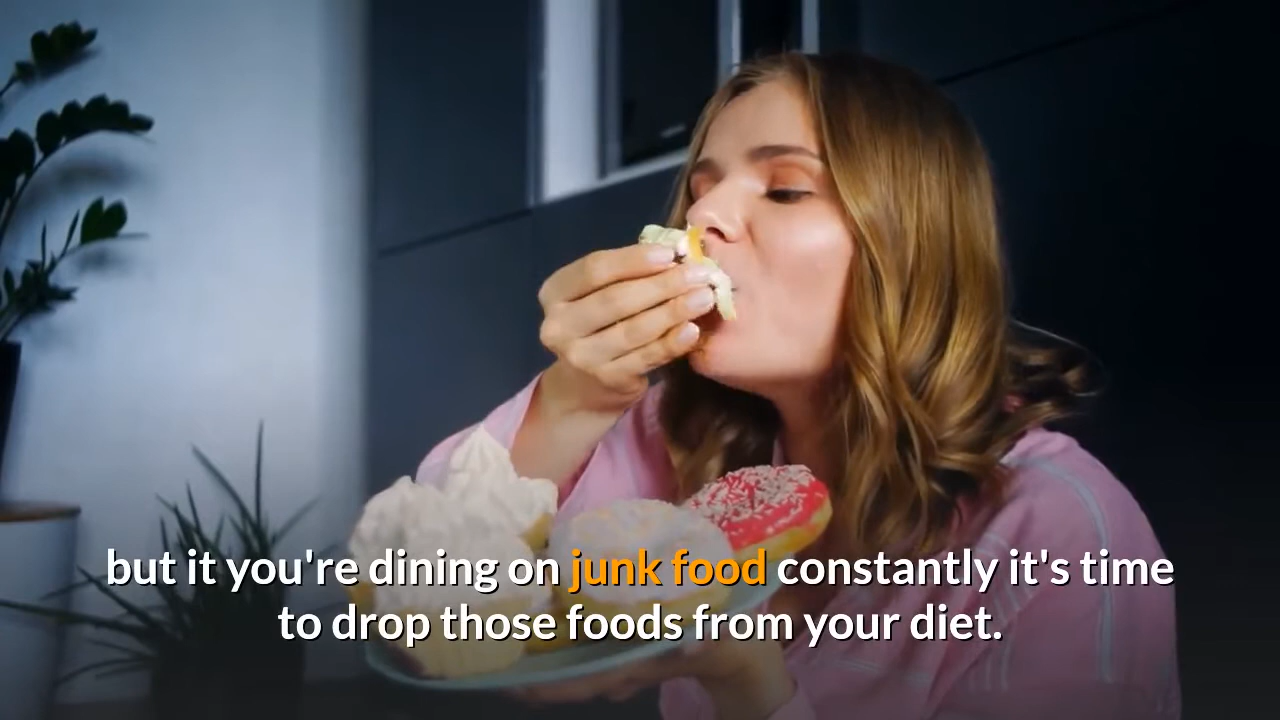 but it you're dining on junk food constantly it's time
to drop those foods from your diet.